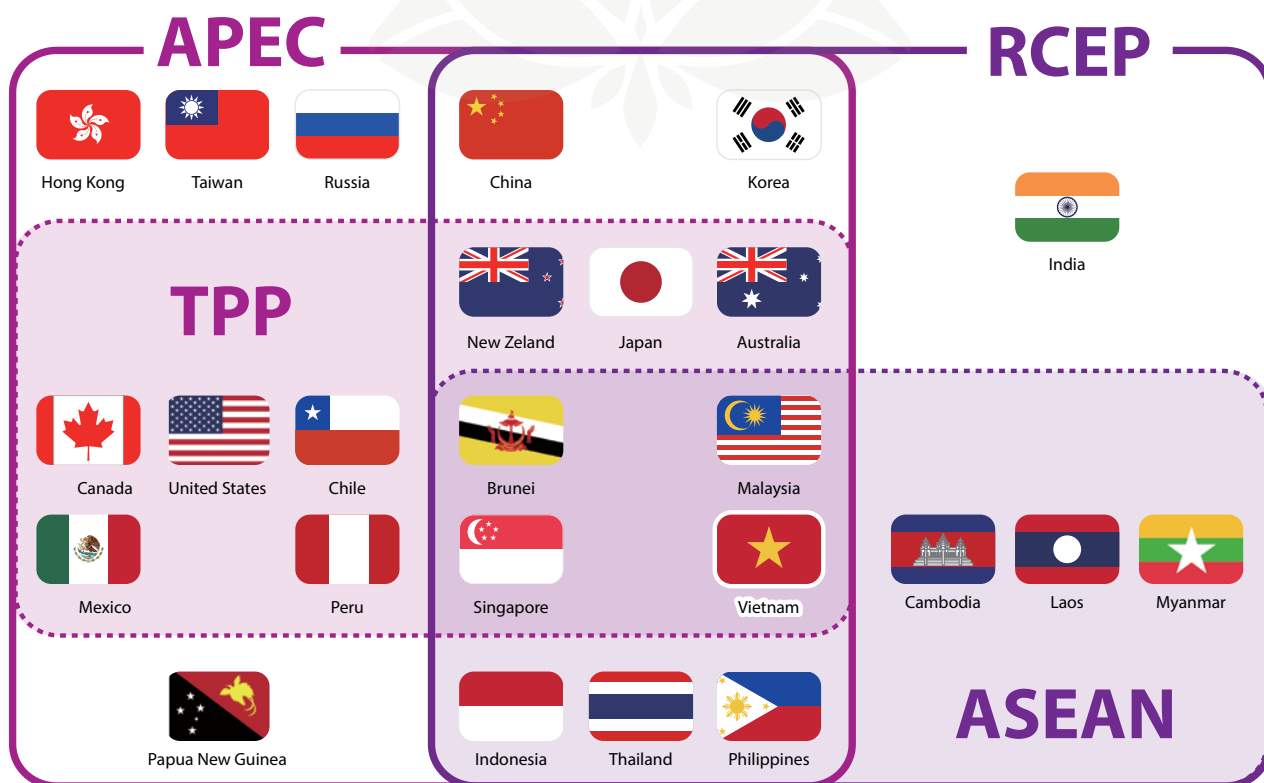 APEC
RCEP
Hong Kong
Taiwan
Russia
China
Korea
India
TPP
New Zeland
Japan
Australia
Canada
United States
Chile
Brunei
Malaysia
Mexico
Peru
Singapore
Vietnam
Cambodia
Laos
Myanmar
ASEAN
Papua New Guinea
Indonesia
Thailand
Philippines